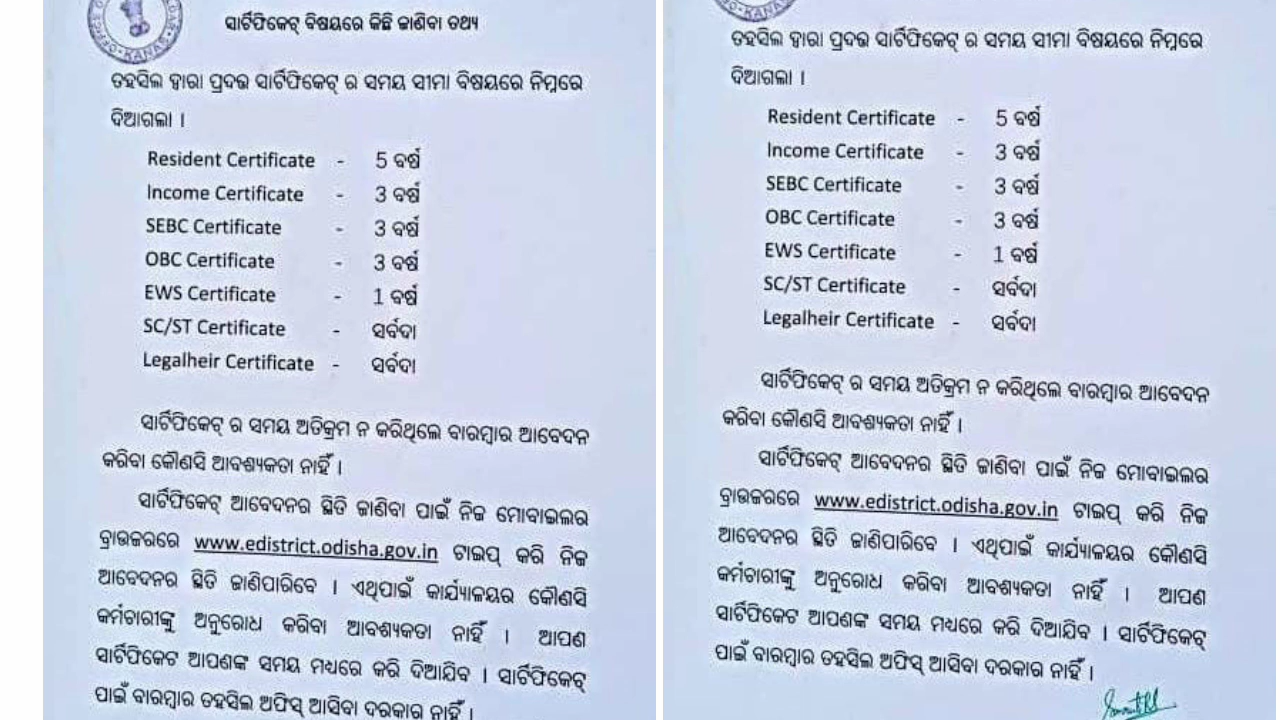 ସାର୍ଟିଫିକେଟ୍ ବିଷୟରେ କିଛି ଜାଣିବା ତଥ୍ୟ
ତହସିଲ ଦ୍ୱାରା ପ୍ରଦତ୍ତ ସାର୍ଟିଫିକେଟ୍ ର ସମୟ ସୀମା ବିଷୟରେ ନିମ୍ନରେ
ଦିଆଗଲା ।
Resident Certificate - 5 ବର୍ଷ
Income Certificate - 3 ବର୍ଷ
SEBC Certificate - 3 ବର୍ଷ
OBC Certificate - 3 ବର୍ଷ
EWS Certificate - 1 ବର୍ଷ
SC/ST Certificate - ସର୍ବଦା
Legalheir Certificate - ସର୍ବଦା
ସାର୍ଟିଫିକେଟ୍ ର ସମୟ ଅତିକ୍ରମ ନ କରିଥିଲେ ବାରମ୍ବାର ଆବେଦନ
କରିବା କୌଣସି ଆବଶ୍ୟକତା ନାହିଁ ।
ସାର୍ଟିଫିକେଟ୍ ଆବେଦନର ସ୍ଥିତି ଜାଣିବା ପାଇଁ ନିଜ ମୋବାଇଲର
ବ୍ରାଉଜରରେ www.edistrict.odisha.gov.in ଟାଇପ୍ କରି ନିଜ
ଆବେଦନର ସ୍ଥିତି ଜାଣିପାରିବେ । ଏଥିପାଇଁ କାର୍ଯ୍ୟାଳୟର କୌଣସି
କର୍ମଚାରୀଙ୍କୁ ଅନୁରୋଧ କରିବା ଆବଶ୍ୟକତା ନାହିଁ । ଆପଣ
ସାର୍ଟିଫିକେଟ ଆପଣଙ୍କ ସମୟ ମଧ୍ୟରେ କରି ଦିଆଯିବ । ସାର୍ଟିଫିକେଟ୍
ପାଇଁ ବାରମ୍ବାର ତହସିଲ ଅଫିସ୍ ଆସିବା ଦରକାର ନାହିଁ ।
KANAS
ତହସିଲ ଦ୍ୱାରା ପ୍ରଦତ୍ତ ସାର୍ଟିଫିକେଟ୍ ର ସମୟ ସୀମା ବିଷୟରେ ନିମ୍ନରେ
ଦିଆଗଲା ।
Resident Certificate - 5 ବର୍ଷ
Income Certificate - 3 ବର୍ଷ
SEBC Certificate - 3 ବର୍ଷ
OBC Certificate - 3 ବର୍ଷ
EWS Certificate - 1 ବର୍ଷ
SC/ST Certificate - ସର୍ବଦା
Legalheir Certificate - ସର୍ବଦା
ସାର୍ଟିଫିକେଟ୍ ର ସମୟ ଅତିକ୍ରମ ନ କରିଥିଲେ ବାରମ୍ବାର ଆବେଦନ
କରିବା କୌଣସି ଆବଶ୍ୟକତା ନାହିଁ ।
ସାର୍ଟିଫିକେଟ୍ ଆବେଦନର ସ୍ଥିତି ଜାଣିବା ପାଇଁ ନିଜ ମୋବାଇଲର
ବ୍ରାଉଜରରେ www.edistrict.odisha.gov.in ଟାଇପ୍ କରି ନିଜ
ଆବେଦନର ସ୍ଥିତି ଜାଣିପାରିବେ । ଏଥିପାଇଁ କାର୍ଯ୍ୟାଳୟର କୌଣସି
କର୍ମଚାରୀଙ୍କୁ ଅନୁରୋଧ କରିବା ଆବଶ୍ୟକତା ନାହିଁ । ଆପଣ
ସାର୍ଟିଫିକେଟ ଆପଣଙ୍କ ସମୟ ମଧ୍ୟରେ କରି ଦିଆଯିବ । ସାର୍ଟିଫିକେଟ୍
ପାଇଁ ବାରମ୍ବାର ତହସିଲ ଅଫିସ୍ ଆସିବା ଦରକାର ନାହିଁ ।